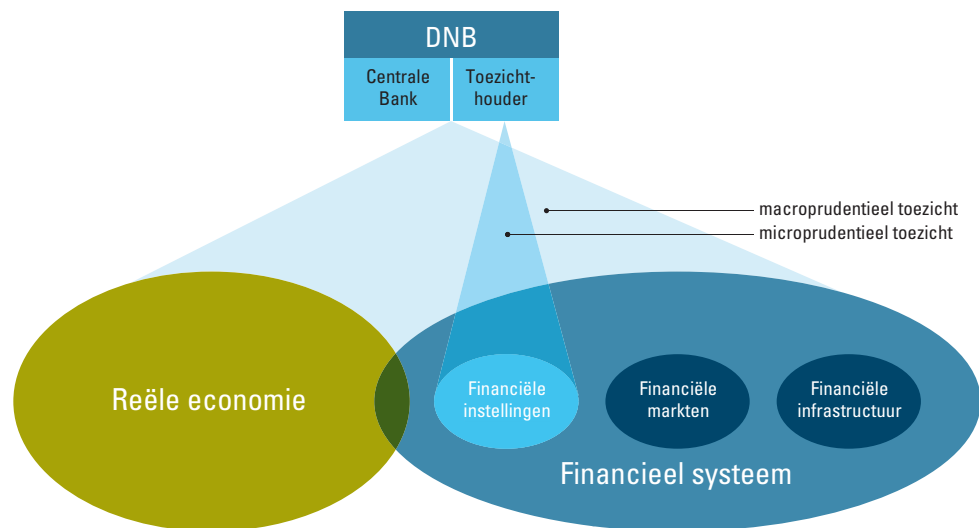 DNB
Centrale
Bank
Toezicht-
houder
macroprudentieel toezicht
microprudentieel toezicht
Reële economie
Financiële
instellingen
Financiële
markten
Financiële
infrastructuur
Financieel systeem